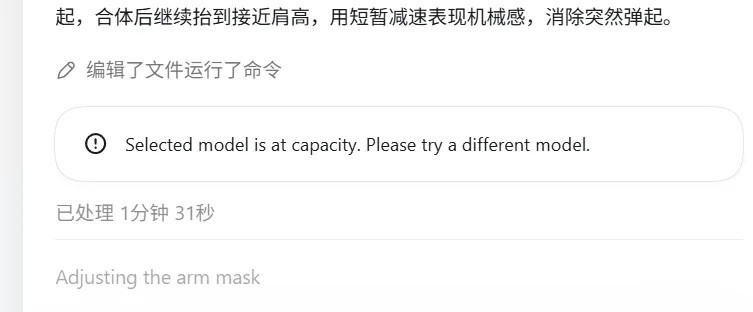 起，合体后继续抬到接近肩高，用短暂减速表现机械感，消除突然弹起。
编辑了文件运行了命令
Selected model is at capacity. Please try a different model.
已处理 1分钟 31秒
Adjusting the arm mask